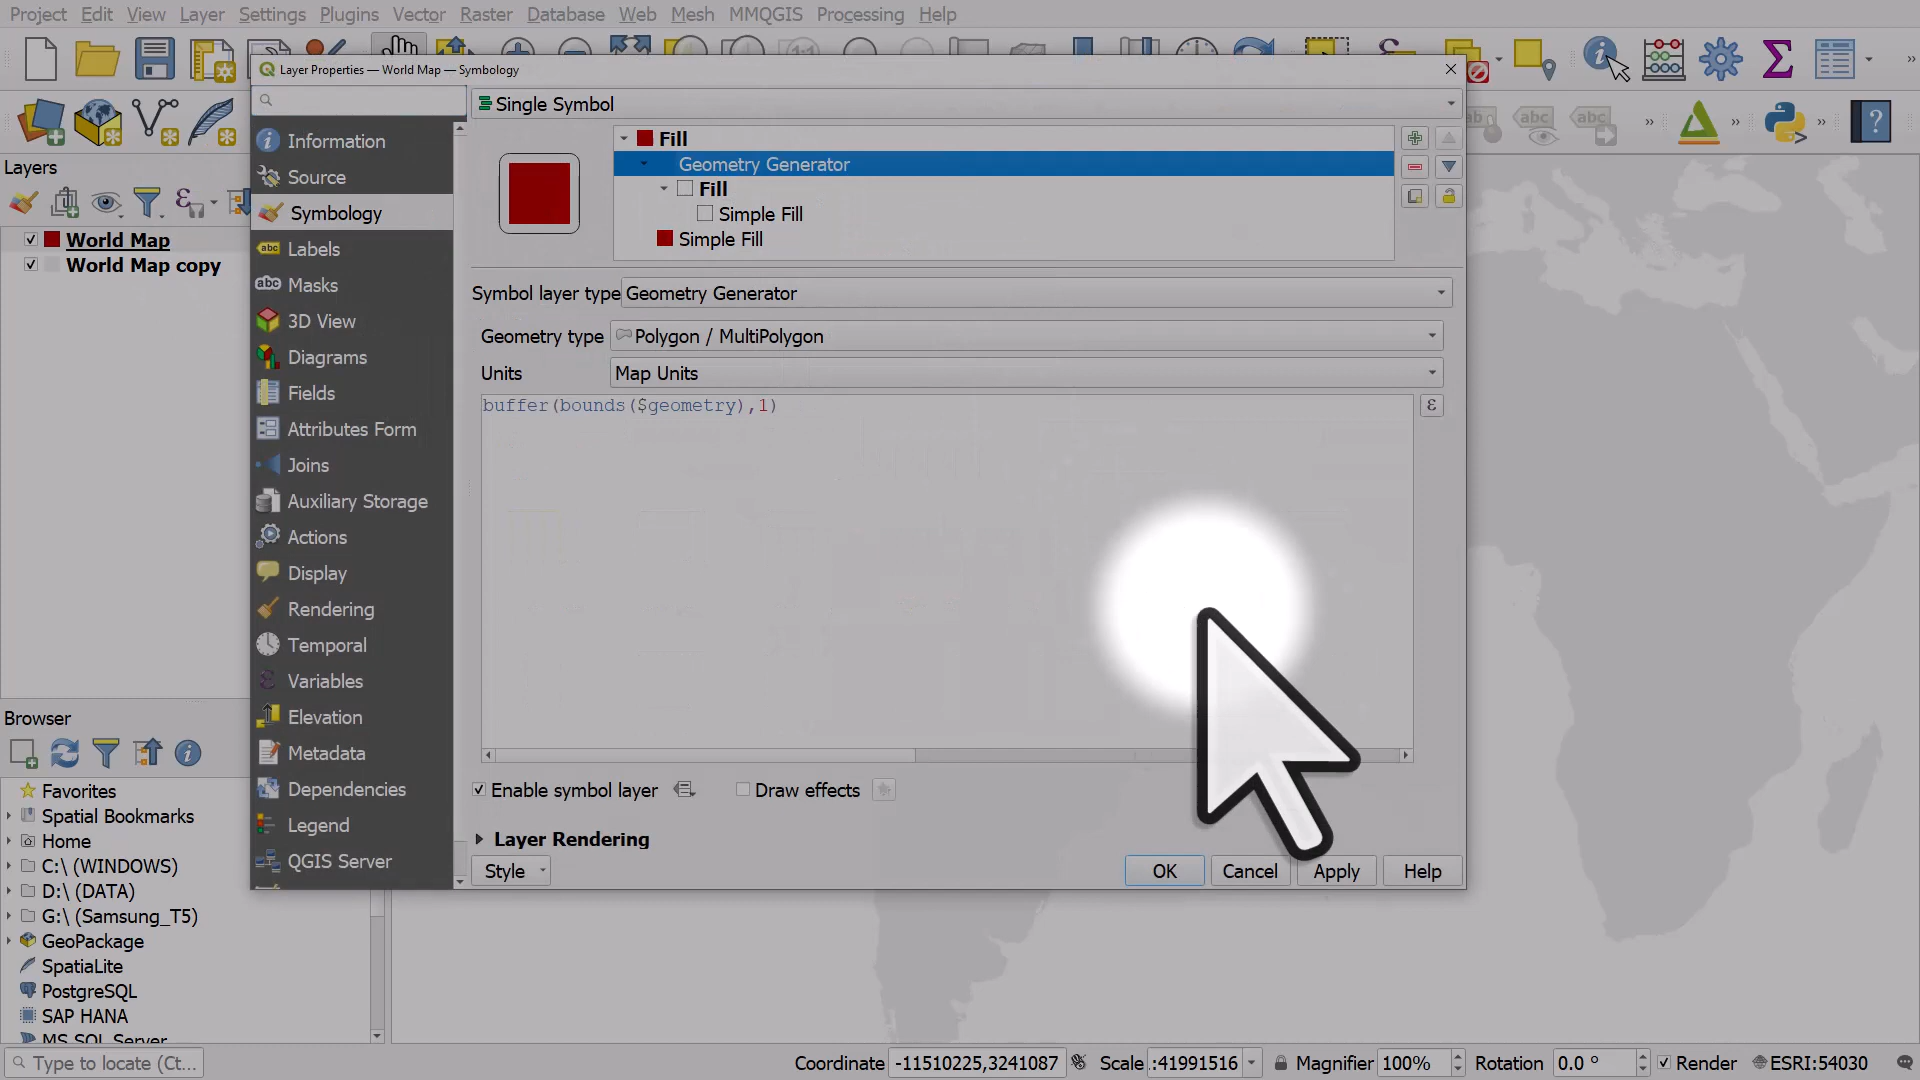 Project Edit View Layer Settings Plugins Vector Raster Database Web Mesh MMQGIS Processing Help
Layer Properties — World Map — Symbology
Single Symbol
Information
Source
Symbology
Labels
Masks
3D View
Diagrams
Fields
Attributes Form
Joins
Auxiliary Storage
Actions
Display
Rendering
Temporal
Variables
Elevation
Metadata
Dependencies
Legend
QGIS Server
Fill
Geometry Generator
Fill
Simple Fill
Simple Fill
Symbol layer type Geometry Generator
Geometry type Polygon / MultiPolygon
Units Map Units
buffer(bounds($geometry),1)
ε
Enable symbol layer Draw effects
Layer Rendering
Style OK Cancel Apply Help
Layers
World Map
World Map copy
Browser
Favorites
Spatial Bookmarks
Home
C:\ (WINDOWS)
D:\ (DATA)
G:\ (Samsung_T5)
GeoPackage
SpatiaLite
PostgreSQL
SAP HANA
MS SQL Server
Type to locate (Ct...
Coordinate -11510225,3241087 Scale :41991516 Magnifier 100% Rotation 0.0 ° Render ESRI:54030